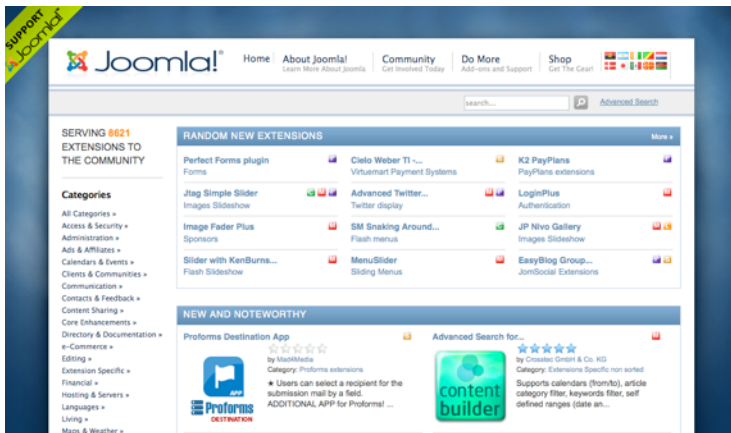 SUPPORT
Joomla!
Joomla!®
Home
About Joomla!
Learn More About Joomla
Community
Get Involved Today
Do More
Add-ons and Support
Shop
Get The Gear!
search...
Advanced Search
SERVING 8621
EXTENSIONS TO
THE COMMUNITY
Categories
All Categories »
Access & Security »
Administration »
Ads & Affiliates »
Calendars & Events »
Clients & Communities »
Communication »
Contacts & Feedback »
Content Sharing »
Core Enhancements »
Directory & Documentation »
e-Commerce »
Editing »
Extension Specific »
Financial »
Hosting & Servers »
Languages »
Living »
Maps & Weather »
RANDOM NEW EXTENSIONS More »
Perfect Forms plugin
Forms
Cielo Weber TI -...
Virtuemart Payment Systems
K2 PayPlans
PayPlans extensions
Jtag Simple Slider
Images Slideshow
Advanced Twitter...
Twitter display
LoginPlus
Authentication
Image Fader Plus
Sponsors
SM Snaking Around...
Flash menus
JP Nivo Gallery
Images Slideshow
Slider with KenBurns...
Flash Slideshow
MenuSlider
Sliding Menus
EasyBlog Group...
JomSocial Extensions
NEW AND NOTEWORTHY
Proforms Destination App
by Mad4Media
Category: Proforms extensions
★ Users can select a recipient for the
submission mail by a field.
ADDITIONAL APP for Proforms! ...
APP
Proforms
DESTINATION
Advanced Search for...
by Crosstec GmbH & Co. KG
Category: Extensions Specific non sorted
Supports calendars (from/to), article
category filter, keywords filter, self
defined ranges (date an...
content
builder